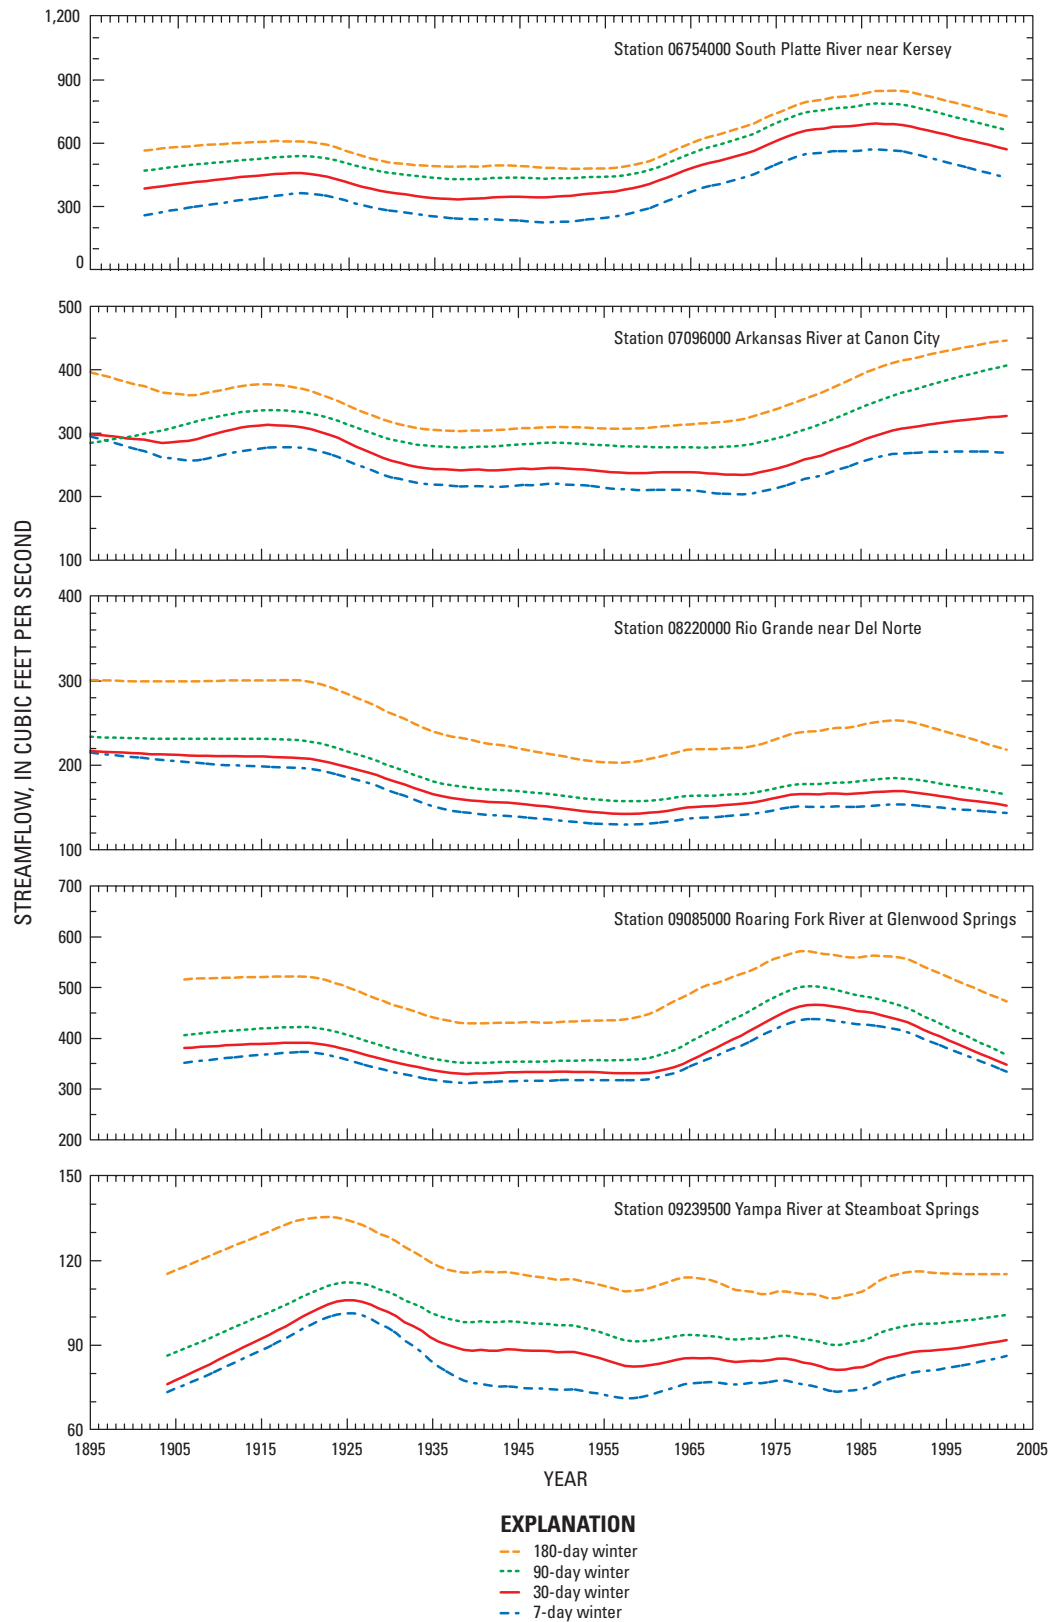 STREAMFLOW, IN CUBIC FEET PER SECOND
1,200
900
600
300
0
Station 06754000 South Platte River near Kersey
500
400
300
200
100
Station 07096000 Arkansas River at Canon City
400
300
200
100
Station 08220000 Rio Grande near Del Norte
700
600
500
400
300
200
Station 09085000 Roaring Fork River at Glenwood Springs
150
120
90
60
Station 09239500 Yampa River at Steamboat Springs
1895 1905 1915 1925 1935 1945 1955 1965 1975 1985 1995 2005
YEAR
EXPLANATION
180-day winter
90-day winter
30-day winter
7-day winter